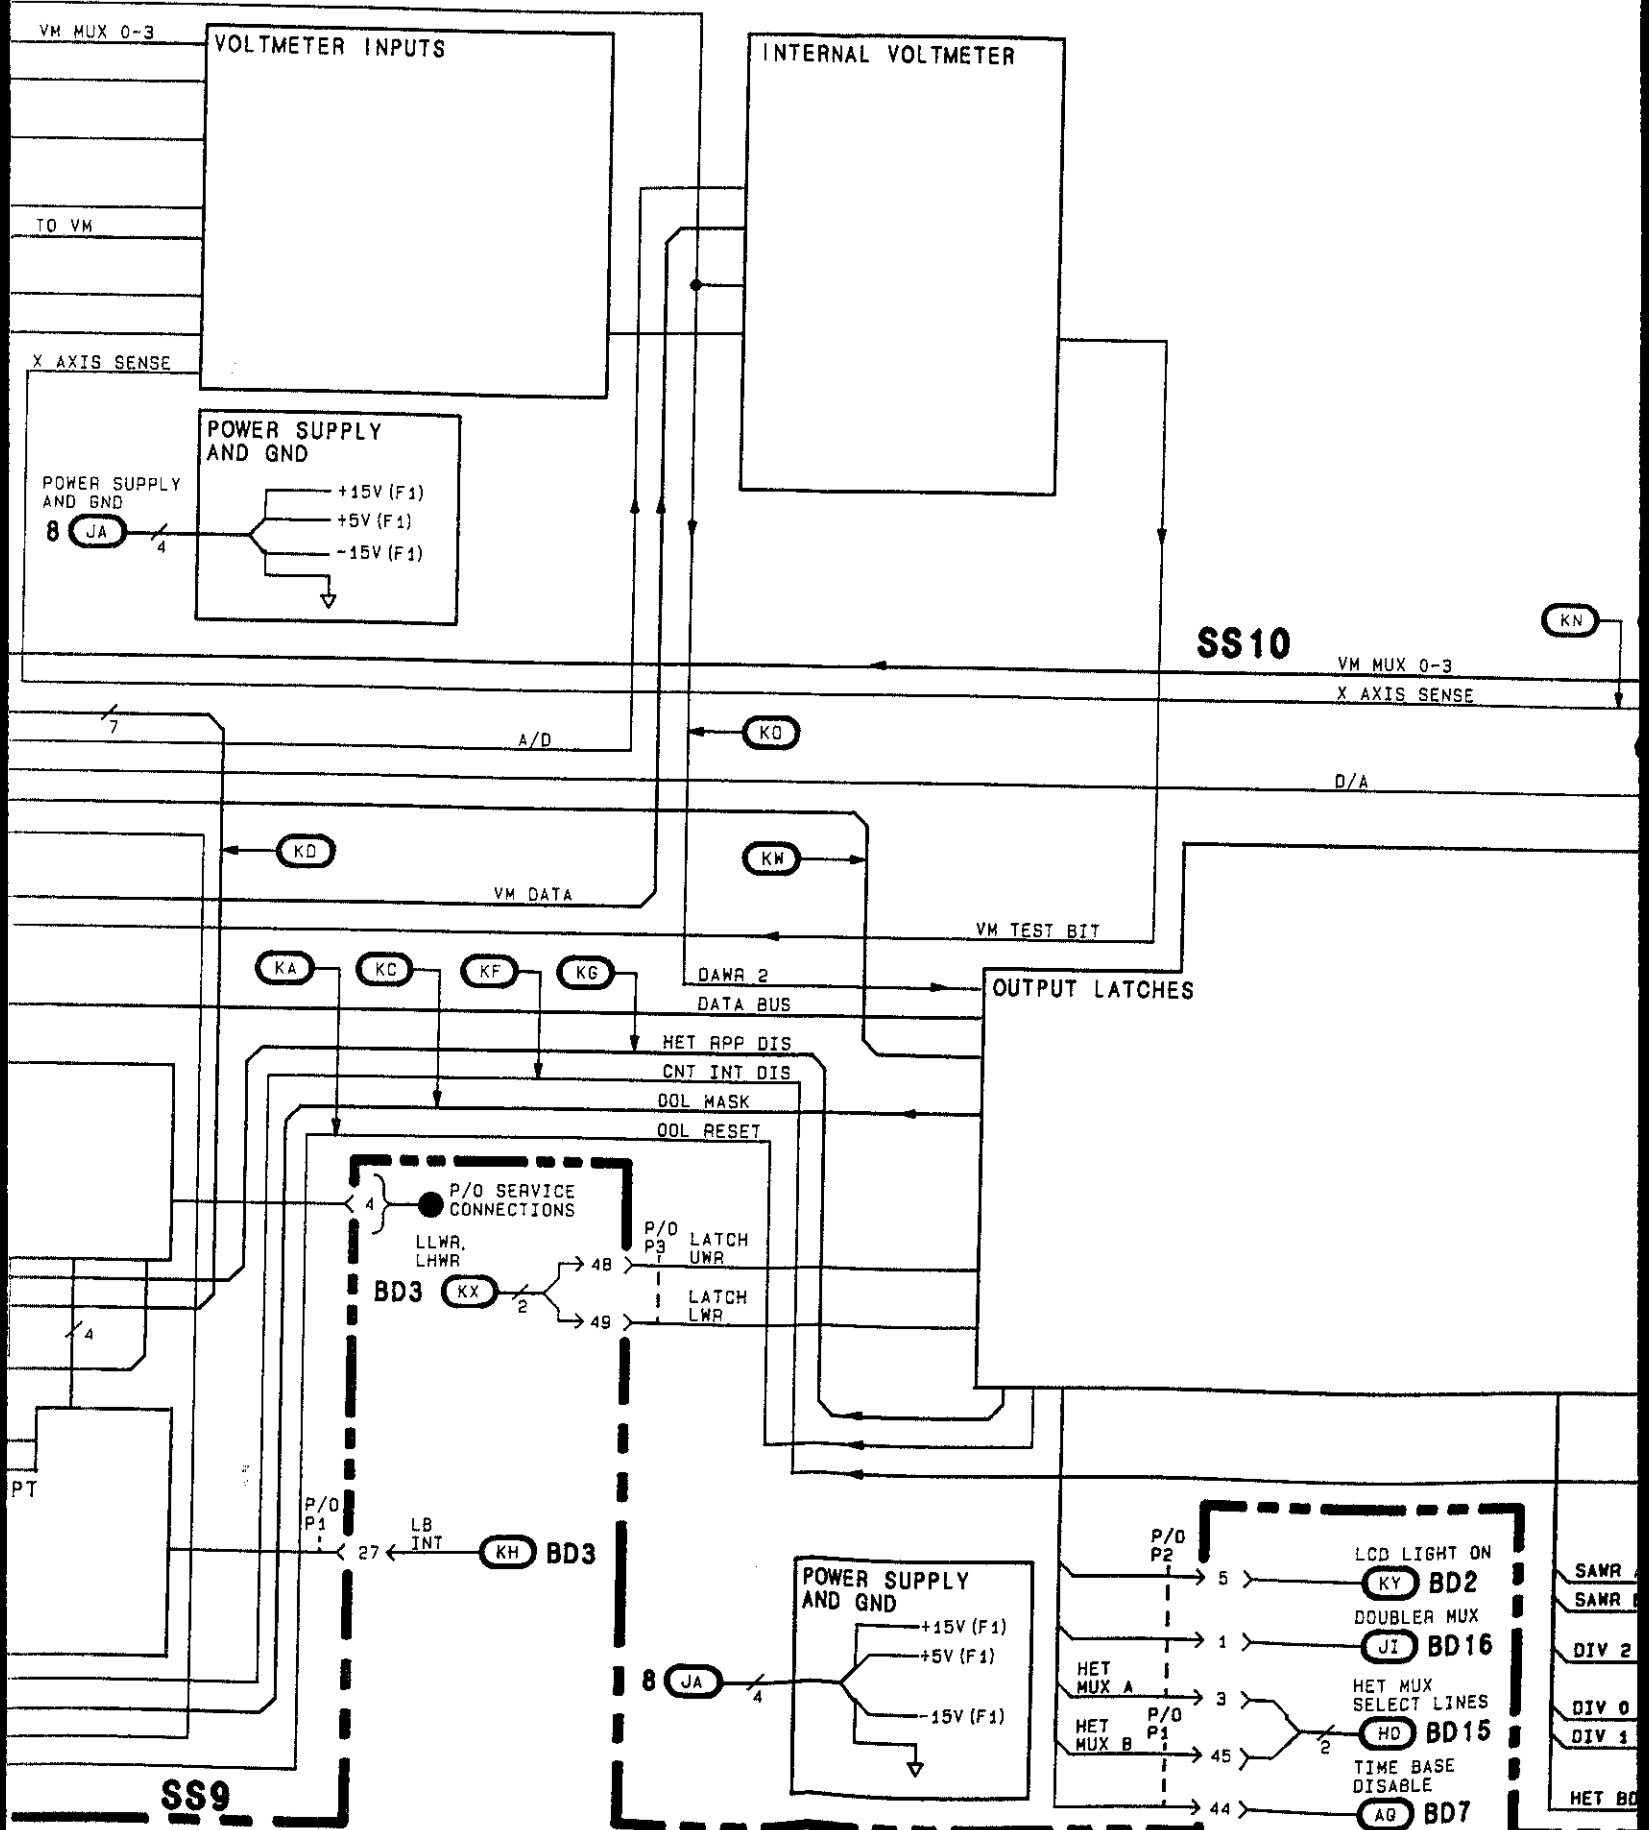 VM MUX 0-3
VOLTMETER INPUTS
INTERNAL VOLTMETER
TO VM
X AXIS SENSE
POWER SUPPLY
AND GND
POWER SUPPLY
AND GND
8 JA
4
+15V (F1)
+5V (F1)
-15V (F1)
SS10
KN
VM MUX 0-3
X AXIS SENSE
7
A/D
KO
D/A
KD
KW
VM DATA
VM TEST BIT
KA
KC
KF
KG
DAWR 2
DATA BUS
OUTPUT LATCHES
HET RPP DIS
CNT INT DIS
OOL MASK
OOL RESET
4
P/O SERVICE
CONNECTIONS
LLWR,
LHWR
BD3 KX
2
48
49
P/O
P3
LATCH
UWR
LATCH
LWR
4
PT
P/O
P1
27
LB
INT
KH BD3
POWER SUPPLY
AND GND
8 JA
4
+15V (F1)
+5V (F1)
-15V (F1)
P/O
P2
5
LCD LIGHT ON
KY BD2
1
DOUBLER MUX
JI BD16
HET
MUX A
3
HET MUX
SELECT LINES
P/O
P1
HET
MUX B
45
2
HD BD15
TIME BASE
DISABLE
44
AQ BD7
SAWR
SAWR
DIV 2
DIV 0
DIV 1
HET
SS9